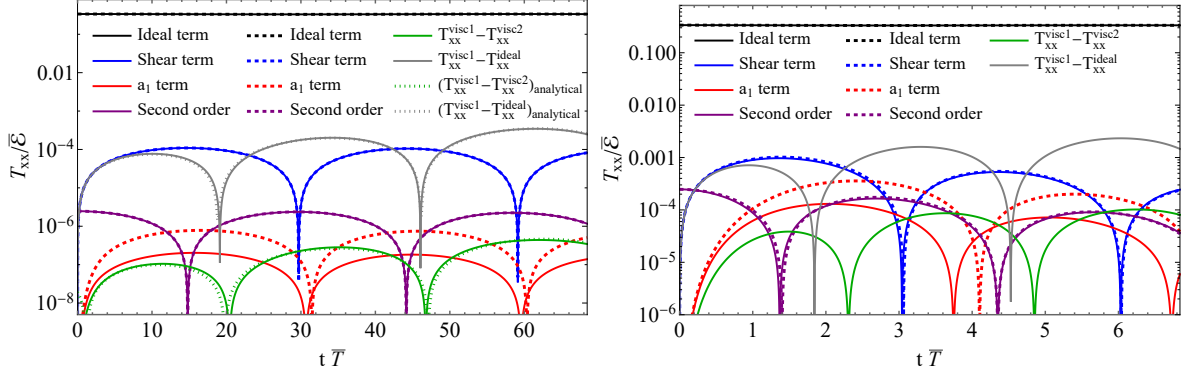 Ideal term Ideal term T_xx^visc1−T_xx^visc2
Shear term Shear term T_xx^visc1−T_xx^ideal
a₁ term a₁ term (T_xx^visc1−T_xx^visc2)_analytical
Second order Second order (T_xx^visc1−T_xx^ideal)_analytical
T_xx/ℰ̅
0.01
10⁻⁴
10⁻⁶
10⁻⁸
0 10 20 30 40 50 60
t T̅
Ideal term Ideal term T_xx^visc1−T_xx^visc2
Shear term Shear term T_xx^visc1−T_xx^ideal
a₁ term a₁ term
Second order Second order
T_xx/ℰ̅
0.100
0.010
0.001
10⁻⁴
10⁻⁵
10⁻⁶
0 1 2 3 4 5 6
t T̅